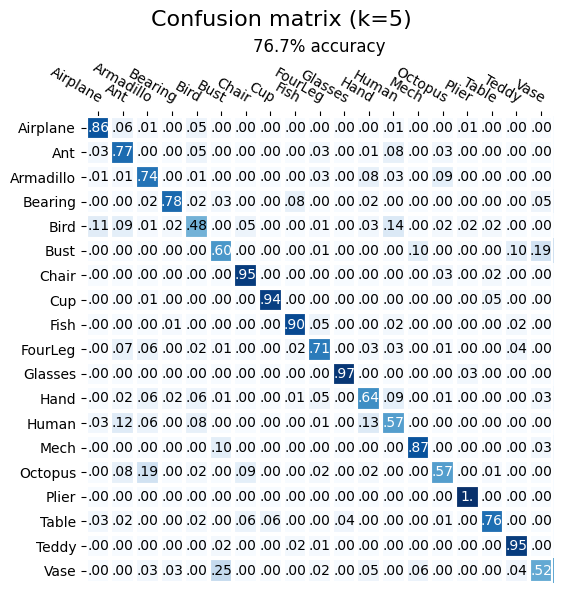 Confusion matrix (k=5)
76.7% accuracy
Airplane Ant Armadillo Bearing Bird Bust Chair Cup Fish FourLeg Glasses Hand Human Mech Octopus Plier Table Teddy Vase
Airplane .86 .06 .01 .00 .05 .00 .00 .00 .00 .00 .00 .00 .01 .00 .00 .01 .00 .00 .00
Ant .03 .77 .00 .00 .05 .00 .00 .00 .00 .03 .00 .01 .08 .00 .03 .00 .00 .00 .00
Armadillo .01 .01 .74 .00 .01 .00 .00 .00 .00 .03 .00 .08 .03 .00 .09 .00 .00 .00 .00
Bearing .00 .00 .02 .78 .02 .03 .00 .00 .08 .00 .00 .02 .00 .00 .00 .00 .00 .00 .05
Bird .11 .09 .01 .02 .48 .00 .05 .00 .00 .01 .00 .03 .14 .00 .02 .02 .02 .00 .00
Bust .00 .00 .00 .00 .00 .60 .00 .00 .00 .01 .00 .00 .00 .10 .00 .00 .00 .10 .19
Chair .00 .00 .00 .00 .00 .00 .95 .00 .00 .00 .00 .00 .00 .00 .03 .00 .02 .00 .00
Cup .00 .00 .01 .00 .00 .00 .00 .94 .00 .00 .00 .00 .00 .00 .00 .00 .05 .00 .00
Fish .00 .00 .00 .01 .00 .00 .00 .00 .90 .05 .00 .00 .02 .00 .00 .00 .00 .02 .00
FourLeg .00 .07 .06 .00 .02 .01 .00 .00 .02 .71 .00 .03 .03 .00 .01 .00 .00 .04 .00
Glasses .00 .00 .00 .00 .00 .00 .00 .00 .00 .00 .97 .00 .00 .00 .00 .03 .00 .00 .00
Hand .00 .02 .06 .02 .06 .01 .00 .00 .01 .05 .00 .64 .09 .00 .01 .00 .00 .00 .03
Human .03 .12 .06 .00 .08 .00 .00 .00 .00 .01 .00 .13 .57 .00 .00 .00 .00 .00 .00
Mech .00 .00 .00 .00 .00 .10 .00 .00 .00 .00 .00 .00 .00 .87 .00 .00 .00 .00 .03
Octopus .00 .08 .19 .00 .02 .00 .09 .00 .00 .02 .00 .02 .00 .00 .57 .00 .01 .00 .00
Plier .00 .00 .00 .00 .00 .00 .00 .00 .00 .00 .00 .00 .00 .00 .00 1. .00 .00 .00
Table .03 .02 .00 .00 .02 .00 .06 .06 .00 .00 .04 .00 .00 .00 .01 .00 .76 .00 .00
Teddy .00 .00 .00 .00 .00 .02 .00 .00 .02 .01 .00 .00 .00 .00 .00 .00 .00 .95 .00
Vase .00 .00 .03 .03 .00 .25 .00 .00 .00 .02 .00 .05 .00 .06 .00 .00 .00 .04 .52